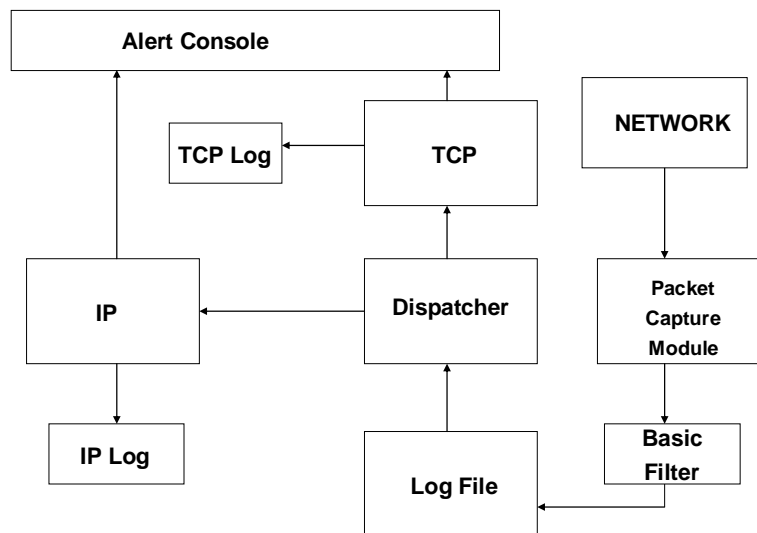 Alert Console
NETWORK
TCP Log
TCP
IP
Dispatcher
Packet
Capture
Module
IP Log
Log File
Basic
Filter